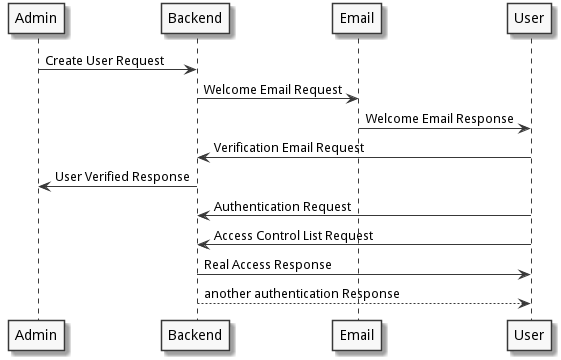 Admin Backend Email User
Create User Request
Welcome Email Request
Welcome Email Response
Verification Email Request
User Verified Response
Authentication Request
Access Control List Request
Real Access Response
another authentication Response
Admin Backend Email User